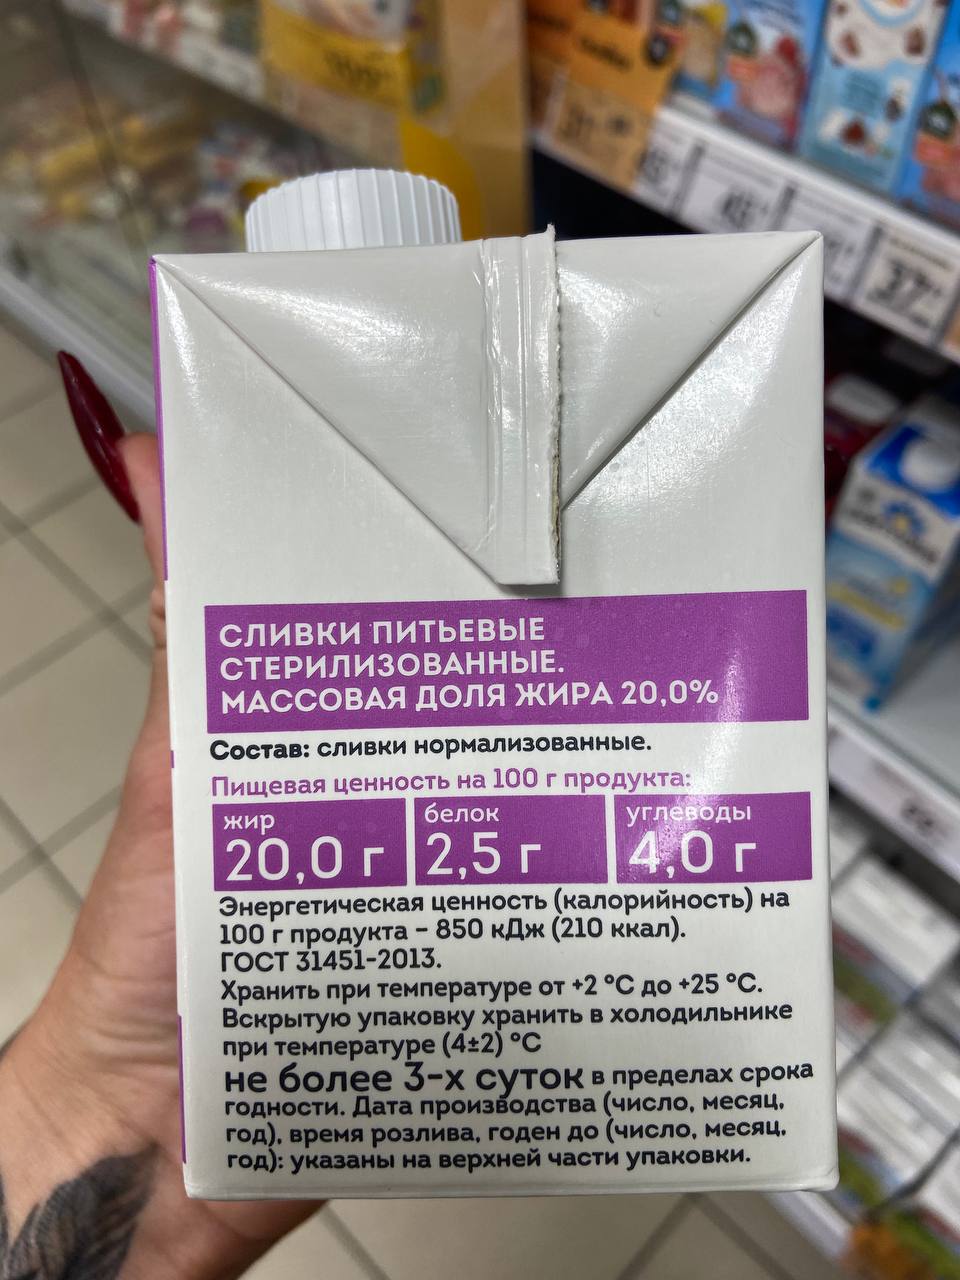 СЛИВКИ ПИТЬЕВЫЕ
СТЕРИЛИЗОВАННЫЕ.
МАССОВАЯ ДОЛЯ ЖИРА 20,0%
Состав: сливки нормализованные.
Пищевая ценность на 100 г продукта:
жир белок углеводы
20,0 г 2,5 г 4,0 г
Энергетическая ценность (калорийность) на
100 г продукта – 850 кДж (210 ккал).
ГОСТ 31451-2013.
Хранить при температуре от +2 °С до +25 °С.
Вскрытую упаковку хранить в холодильнике
при температуре (4±2) °С
не более 3-х суток в пределах срока
годности. Дата производства (число, месяц,
год), время розлива, годен до (число, месяц,
год): указаны на верхней части упаковки.
37